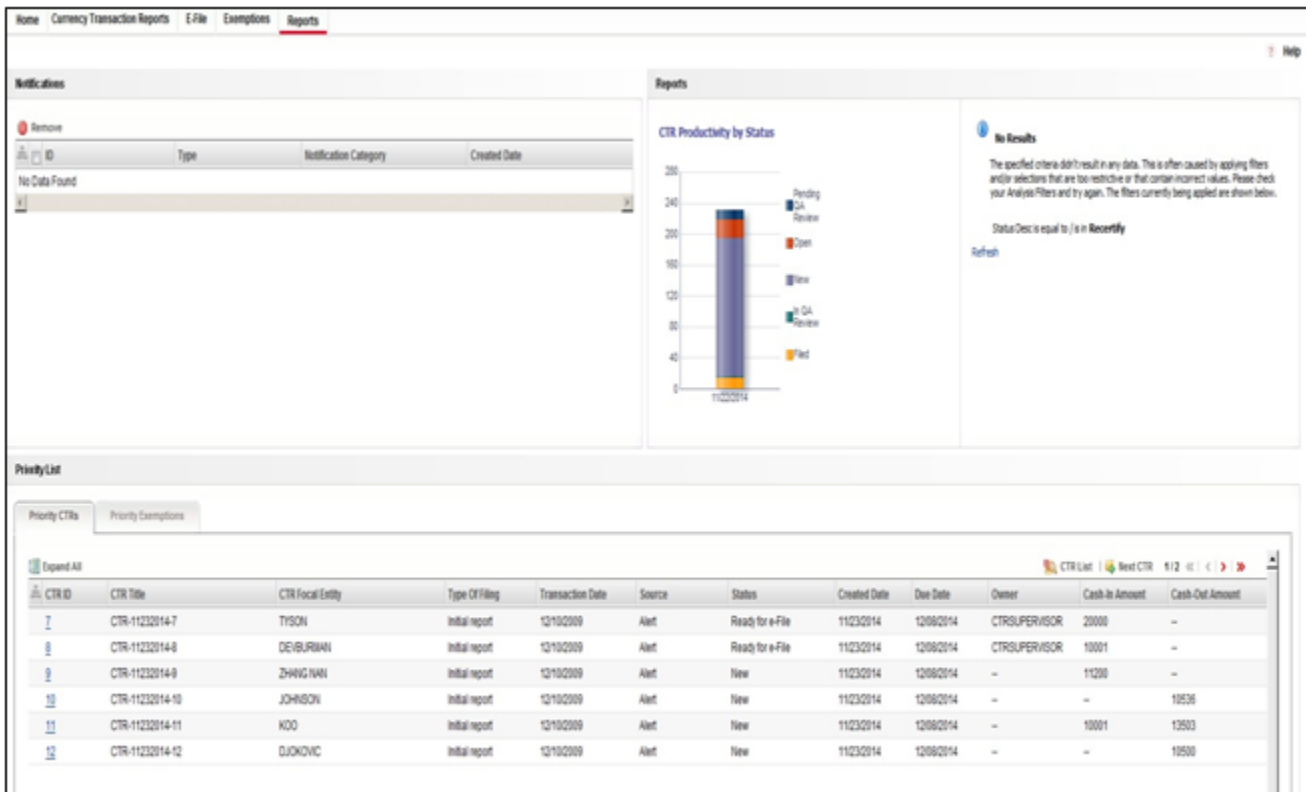 Home Currency Transaction Reports E-File Exemptions Reports
? Help
Notifications
Remove
ID Type Notification Category Created Date
No Data Found
Reports
CTR Productivity by Status
280
240
200
160
120
80
40
0
11/23/2014
Pending
QA
Review
Open
New
In QA
Review
Filed
No Results
The specified criteria didn't result in any data. This is often caused by applying filters
and/or selections that are too restrictive or that contain incorrect values. Please check
your Analysis Filters and try again. The filters currently being applied are shown below.
Status Desc is equal to / is in Recertify
Refresh
Priority List
Priority CTRs Priority Exemptions
Expand All CTR List | Next CTR 1/2
CTR ID CTR Title CTR Focal Entity Type Of Filing Transaction Date Source Status Created Date Due Date Owner Cash-In Amount Cash-Out Amount
7 CTR-11232014-7 TYSON Initial report 12/10/2009 Alert Ready for e-File 11/23/2014 12/08/2014 CTRSUPERVISOR 20000 --
8 CTR-11232014-8 DEVBURMAN Initial report 12/10/2009 Alert Ready for e-File 11/23/2014 12/08/2014 CTRSUPERVISOR 10001 --
9 CTR-11232014-9 ZHANG NAN Initial report 12/10/2009 Alert New 11/23/2014 12/08/2014 -- 11200 --
10 CTR-11232014-10 JOHNSON Initial report 12/10/2009 Alert New 11/23/2014 12/08/2014 -- -- 10536
11 CTR-11232014-11 KOO Initial report 12/10/2009 Alert New 11/23/2014 12/08/2014 -- 10001 13503
12 CTR-11232014-12 DJOKOVIC Initial report 12/10/2009 Alert New 11/23/2014 12/08/2014 -- -- 10500